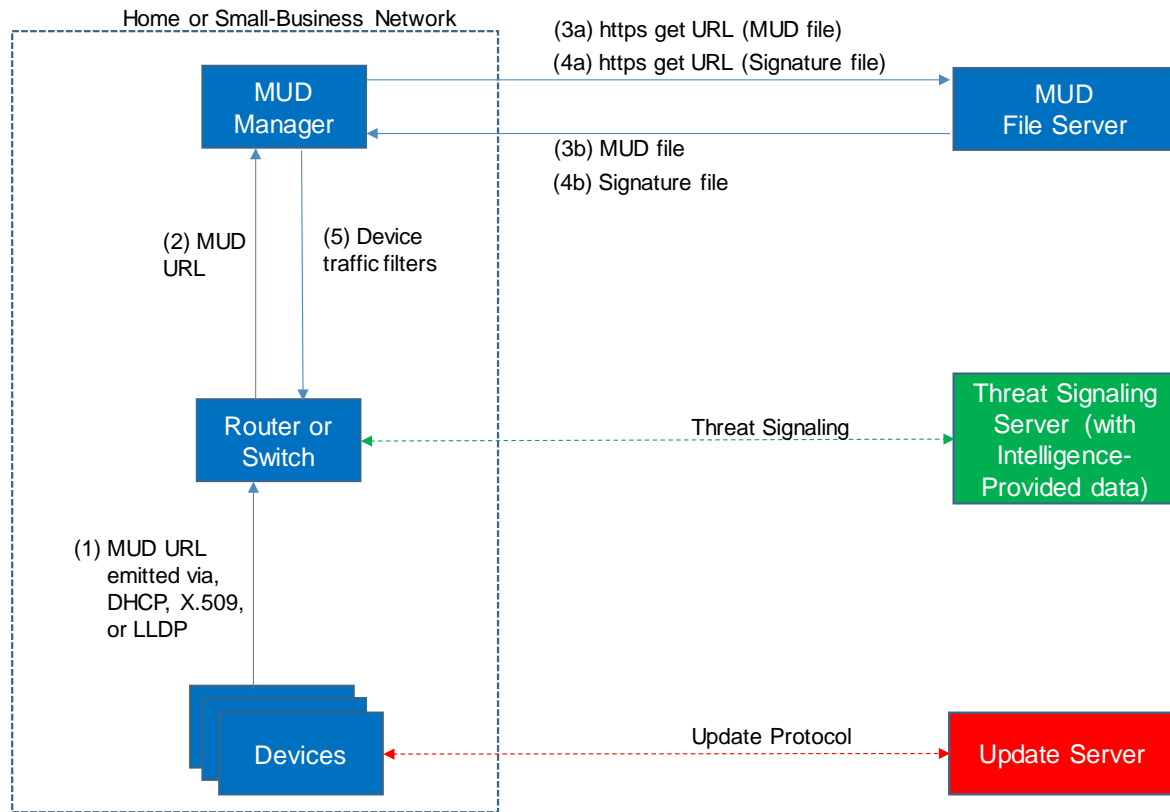 Home or Small-Business Network
(3a) https get URL (MUD file)
(4a) https get URL (Signature file)
MUD
Manager
MUD
File Server
(3b) MUD file
(4b) Signature file
(2) MUD
URL
(5) Device
traffic filters
Router or
Switch
Threat Signaling
Threat Signaling
Server (with
Intelligence-
Provided data)
(1) MUD URL
emitted via,
DHCP, X.509,
or LLDP
Devices
Update Protocol
Update Server